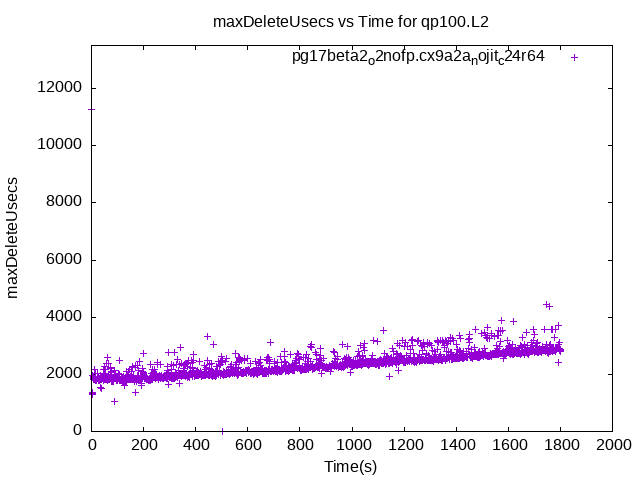 maxDeleteUsecs vs Time for qp100.L2
pg17beta2o2nofp.cx9a2anojitc24r64
12000
10000
8000
6000
4000
2000
0
maxDeleteUsecs
0 200 400 600 800 1000 1200 1400 1600 1800 2000
Time(s)